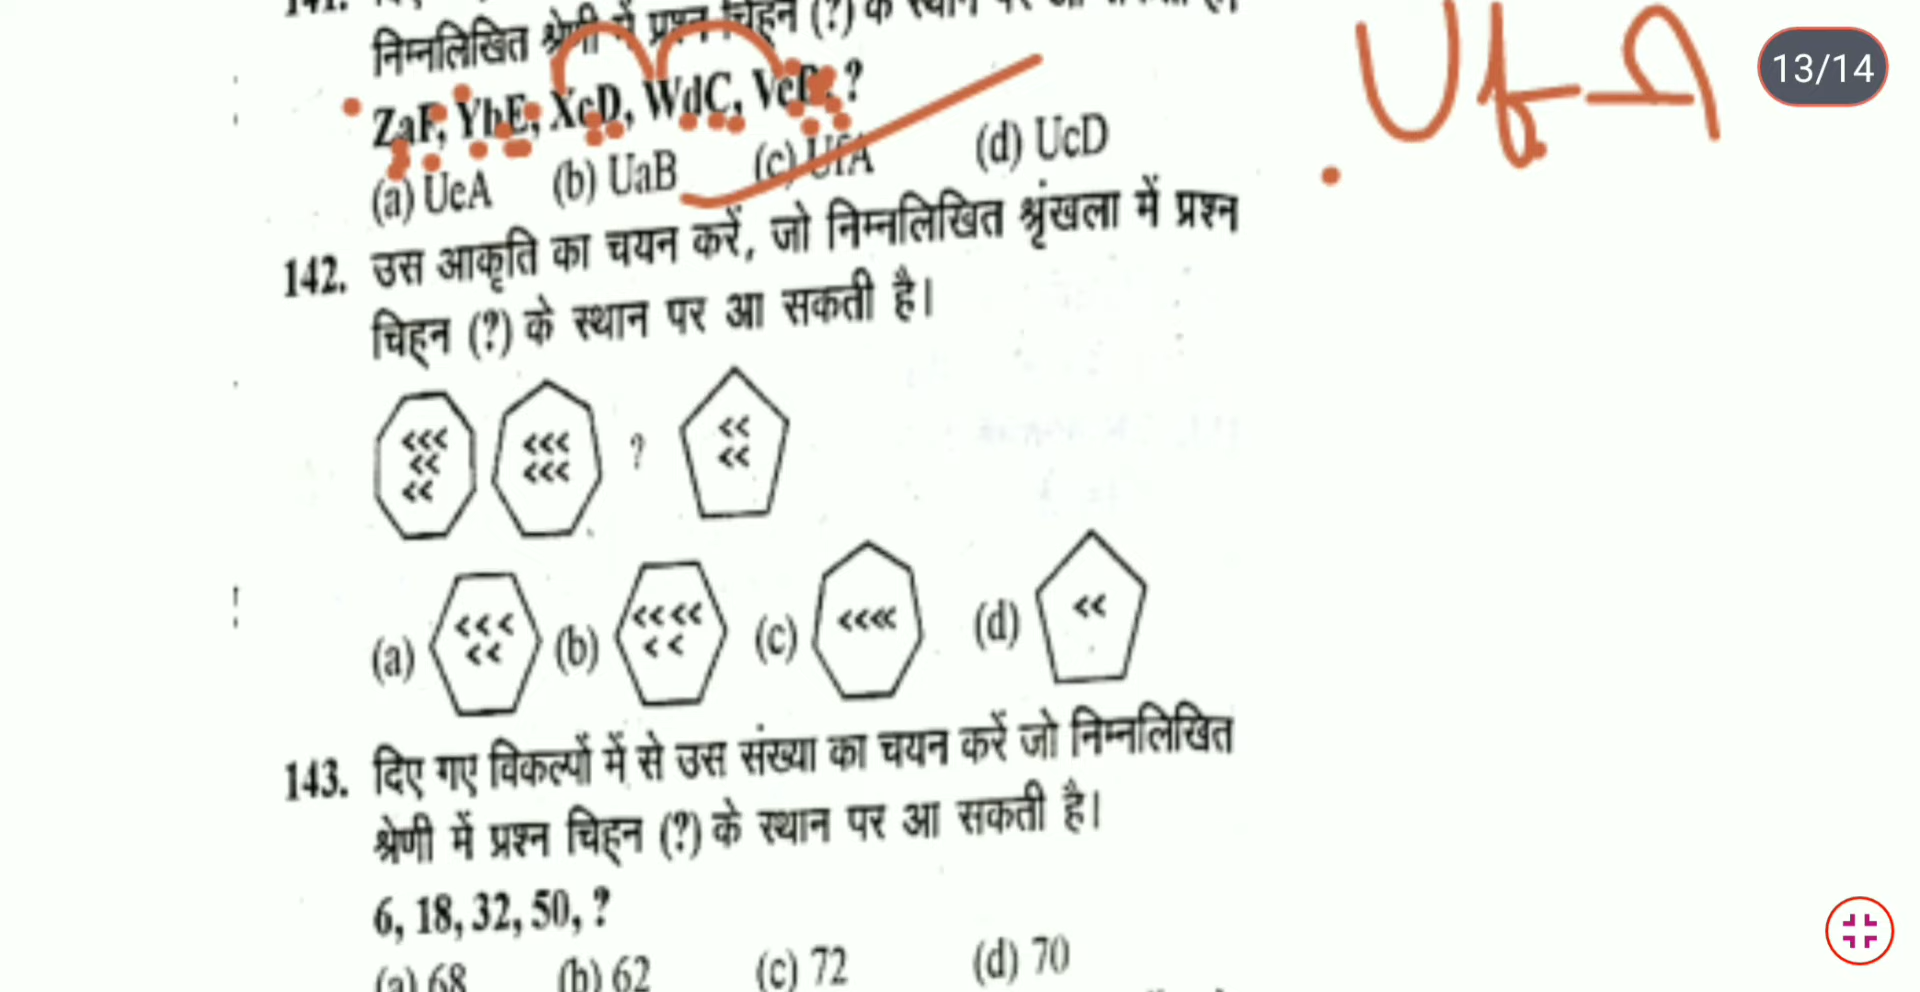 141.
निम्नलिखित श्रेणी में प्रश्न चिह्न (?) के स्थान पर आ सकती है।
ZaF, YbE, XcD, WdC, VeB, ?
(a) UeA (b) UaB (c) UfA (d) UcD
142. उस आकृति का चयन करें, जो निम्नलिखित श्रृंखला में प्रश्न
चिह्न (?) के स्थान पर आ सकती है।
?
(a) (b) (c) (d)
143. दिए गए विकल्पों में से उस संख्या का चयन करें जो निम्नलिखित
श्रेणी में प्रश्न चिह्न (?) के स्थान पर आ सकती है।
6, 18, 32, 50, ?
(a) 68 (b) 62 (c) 72 (d) 70
UfA
13/14